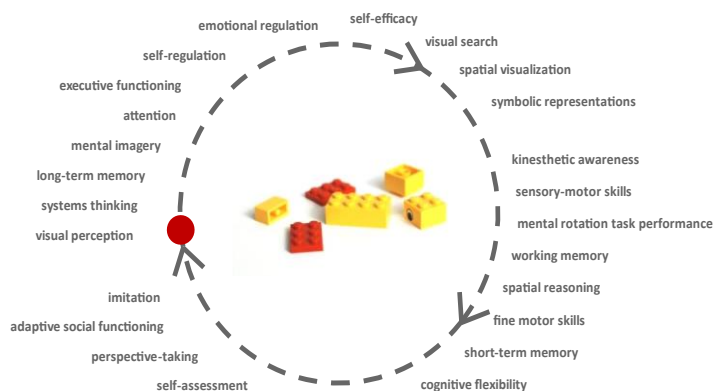 self-efficacy
emotional regulation
visual search
self-regulation
spatial visualization
executive functioning
symbolic representations
attention
mental imagery
kinesthetic awareness
long-term memory
sensory-motor skills
systems thinking
mental rotation task performance
visual perception
working memory
spatial reasoning
imitation
fine motor skills
adaptive social functioning
short-term memory
perspective-taking
self-assessment
cognitive flexibility